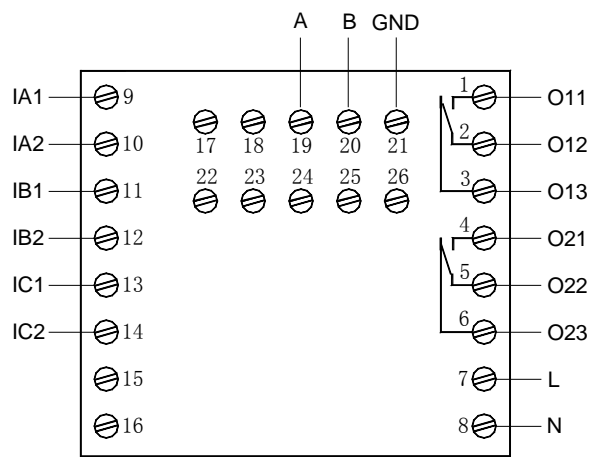 A B GND
IA1 9 1 O11
17 18 19 20 21
IA2 10 2 O12
22 23 24 25 26
IB1 11 3 O13
IB2 12 4 O21
IC1 13 5 O22
IC2 14 6 O23
15 7 L
16 8 N